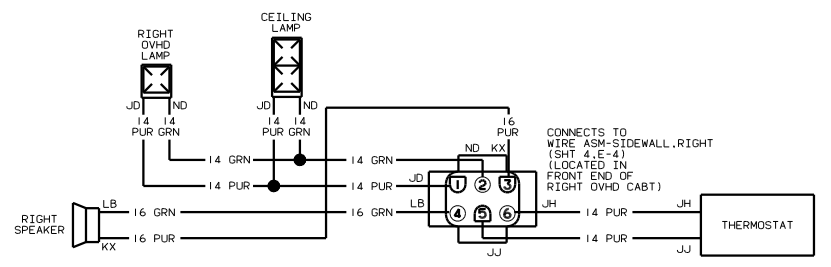 CEILING
LAMP
RIGHT
OVHD
LAMP
JD ND JD ND
14 14 14 14 16
PUR GRN PUR GRN PUR
CONNECTS TO
WIRE ASM-SIDEWALL,RIGHT
(SHT 4,E-4)
(LOCATED IN
FRONT END OF
RIGHT OVHD CABT)
ND KX
14 GRN 14 GRN
JD
14 PUR 14 PUR
1 2 3
LB 16 GRN 16 GRN LB
4 5 6
JH 14 PUR JH
RIGHT
SPEAKER
THERMOSTAT
KX 16 PUR
14 PUR JJ
JJ